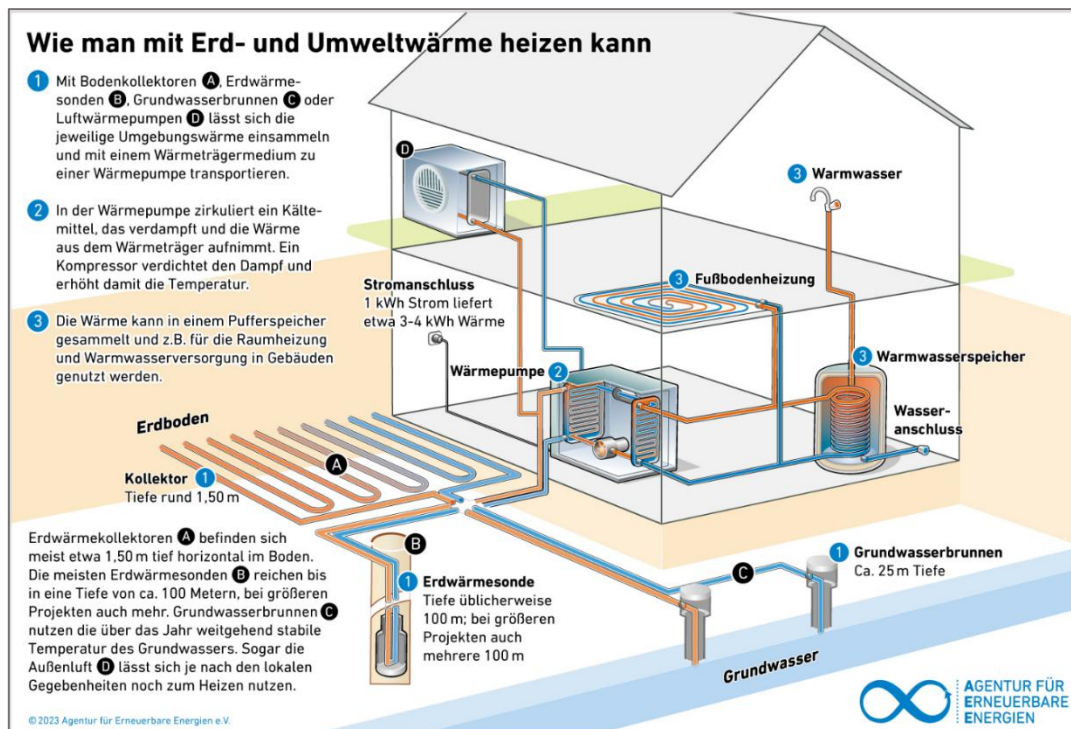 Wie man mit Erd- und Umweltwärme heizen kann
1 Mit Bodenkollektoren A, Erdwärme-
sonden B, Grundwasserbrunnen C oder
Luftwärmepumpen D lässt sich die
jeweilige Umgebungswärme einsammeln
und mit einem Wärmeträgermedium zu
einer Wärmepumpe transportieren.
2 In der Wärmepumpe zirkuliert ein Kälte-
mittel, das verdampft und die Wärme
aus dem Wärmeträger aufnimmt. Ein
Kompressor verdichtet den Dampf und
erhöht damit die Temperatur.
3 Die Wärme kann in einem Pufferspeicher
gesammelt und z.B. für die Raumheizung
und Warmwasserversorgung in Gebäuden
genutzt werden.
D
3 Warmwasser
Stromanschluss
1 kWh Strom liefert
etwa 3-4 kWh Wärme
3 Fußbodenheizung
Wärmepumpe 2
3 Warmwasserspeicher
Wasser-
anschluss
Erdboden
A
Kollektor 1
Tiefe rund 1,50 m
Erdwärmekollektoren A befinden sich
meist etwa 1,50 m tief horizontal im Boden.
Die meisten Erdwärmesonden B reichen bis
in eine Tiefe von ca. 100 Metern, bei größeren
Projekten auch mehr. Grundwasserbrunnen C
nutzen die über das Jahr weitgehend stabile
Temperatur des Grundwassers. Sogar die
Außenluft D lässt sich je nach den lokalen
Gegebenheiten noch zum Heizen nutzen.
B
1 Erdwärmesonde
Tiefe üblicherweise
100 m; bei größeren
Projekten auch
mehrere 100 m
C
1 Grundwasserbrunnen
Ca. 25 m Tiefe
Grundwasser
© 2023 Agentur für Erneuerbare Energien e.V.
AGENTUR FÜR
ERNEUERBARE
ENERGIEN